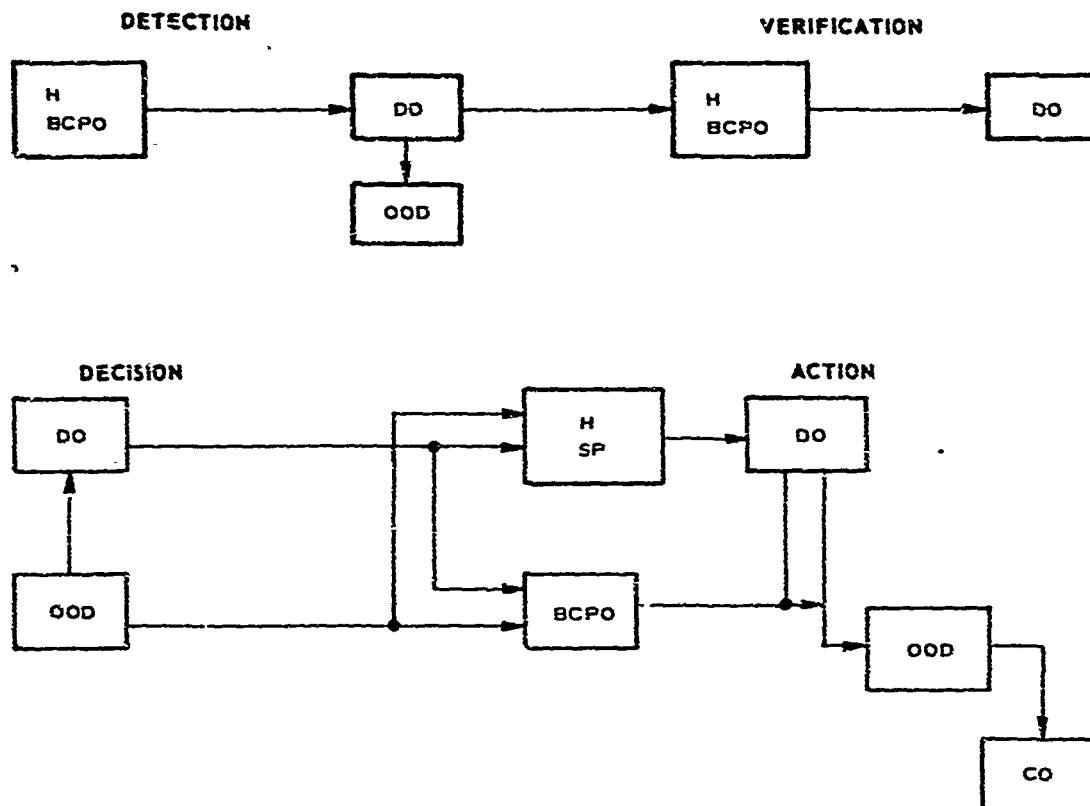 DETECTION
VERIFICATION
H
BCPO
DO
H
BCPO
DO
OOD
DECISION
ACTION
DO
H
SP
DO
OOD
BCPO
OOD
CO